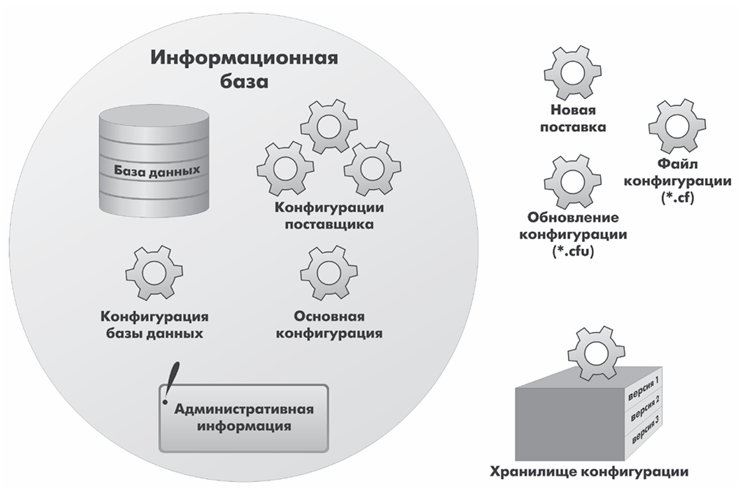 Информационная
база
База данных
Конфигурации
поставщика
Конфигурация
базы данных
Основная
конфигурация
Административная
информация
Новая
поставка
Файл
конфигурации
(*.cf)
Обновление
конфигурации
(*.cfu)
версия 1
версия 2
версия 3
Хранилище конфигурации